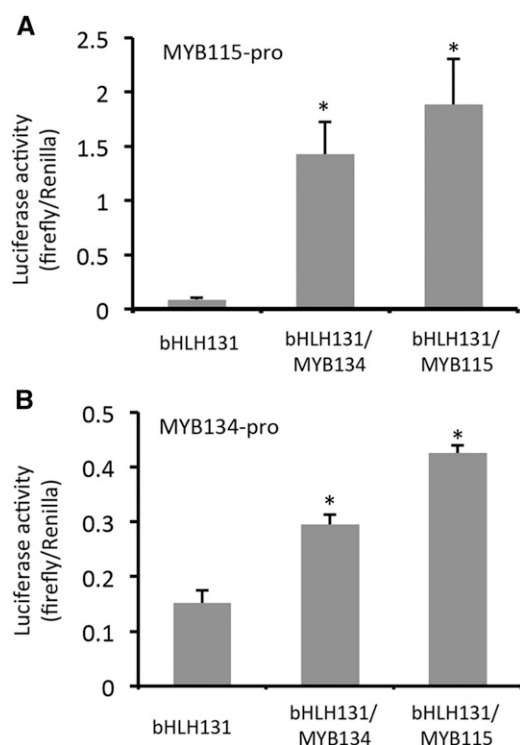 A
MYB115-pro
Luciferase activity
(firefly/Renilla)
2.5
2
1.5
1
0.5
0
*
*
bHLH131
bHLH131/
MYB134
bHLH131/
MYB115
B
MYB134-pro
Luciferase activity
(firefly/Renilla)
0.5
0.4
0.3
0.2
0.1
0
*
*
bHLH131
bHLH131/
MYB134
bHLH131/
MYB115